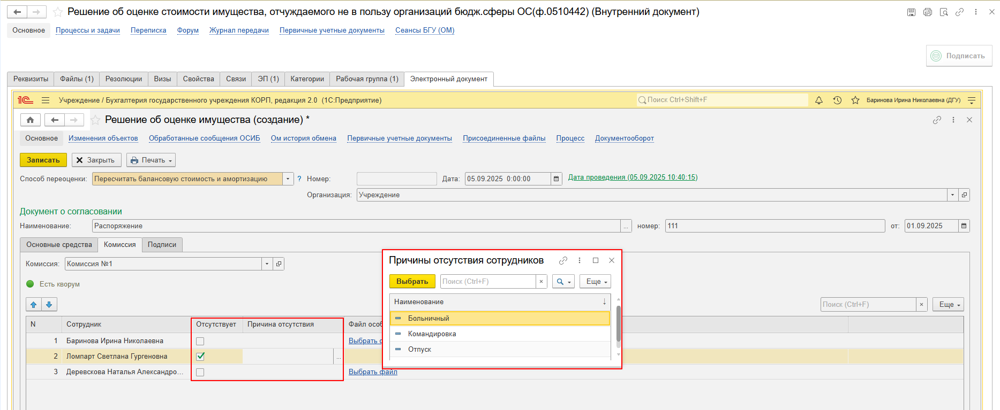 Решение об оценке стоимости имущества, отчуждаемого не в пользу организаций бюдж.сферы ОС(ф.0510442) (Внутренний документ)
Основное Процессы и задачи Переписка Форум Журнал передачи Первичные учетные документы Сеансы БГУ (ОМ)
Подписать
Реквизиты Файлы (1) Резолюции Визы Свойства Связи ЭП (1) Категории Рабочая группа (1) Электронный документ
1С Учреждение / Бухгалтерия государственного учреждения КОРП, редакция 2.0 (1С:Предприятие) Поиск Ctrl+Shift+F Баринова Ирина Николаевна (ДГУ)
Решение об оценке имущества (создание) *
Основное Изменения объектов Обработанные сообщения ОСИБ Ом история обмена Первичные учетные документы Присоединенные файлы Процесс Документооборот
Записать Закрыть Печать
Способ переоценки: Пересчитать балансовую стоимость и амортизацию ? Номер: Дата: 05.09.2025 0:00:00 Дата проведения (05.09.2025 10:40:15)
Организация: Учреждение
Документ о согласовании
Наименование: Распоряжение ... номер: 111 от: 01.09.2025
Основные средства Комиссия Подписи
Комиссия: Комиссия №1
Есть кворум
Поиск (Ctrl+F) × Еще
N Сотрудник Отсутствует Причина отсутствия Файл особ
1 Баринова Ирина Николаевна Выбрать
2 Ломпарт Светлана Гургеновна ...
3 Деревскова Наталья Александро... Выбрать файл
Причины отсутствия сотрудников
Выбрать Поиск (Ctrl+F) × Еще
Наименование ↓
Больничный
Командировка
Отпуск